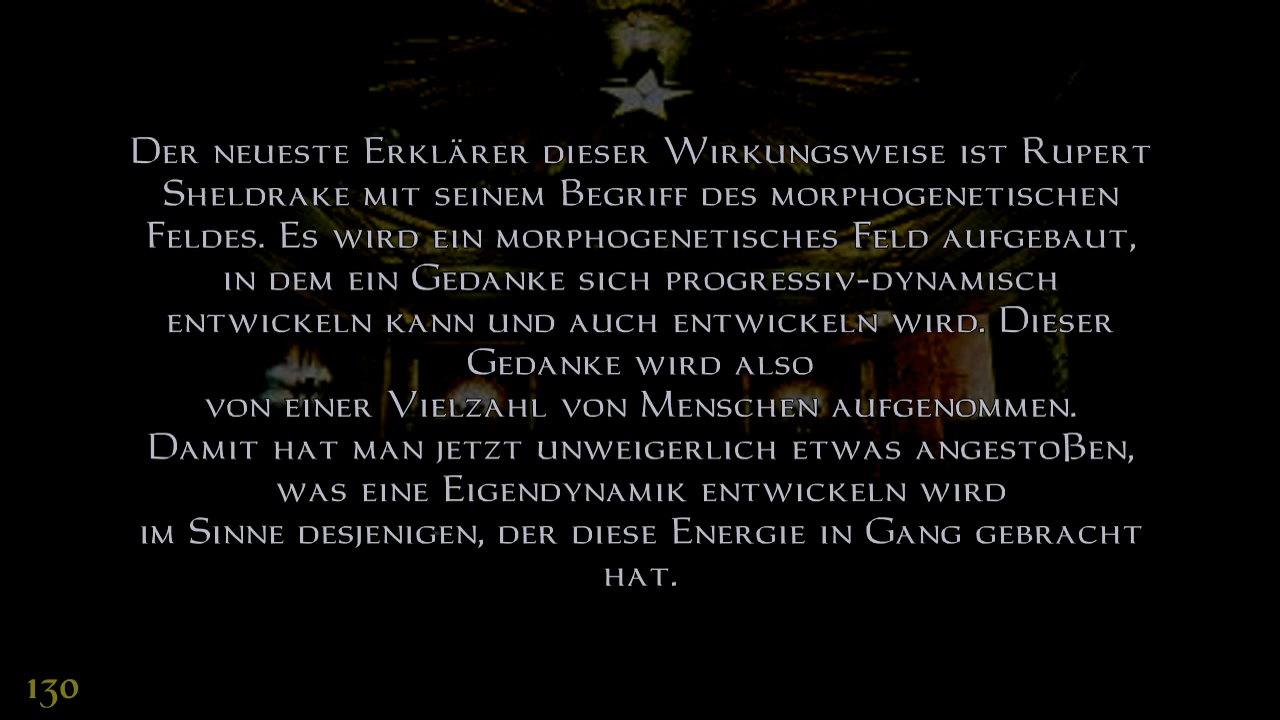 Der neueste Erklärer dieser Wirkungsweise ist Rupert
Sheldrake mit seinem Begriff des morphogenetischen
Feldes. Es wird ein morphogenetisches Feld aufgebaut,
in dem ein Gedanke sich progressiv-dynamisch
entwickeln kann und auch entwickeln wird. Dieser
Gedanke wird also
von einer Vielzahl von Menschen aufgenommen.
Damit hat man jetzt unweigerlich etwas angestoßen,
was eine Eigendynamik entwickeln wird
im Sinne desjenigen, der diese Energie in Gang gebracht
hat.
130